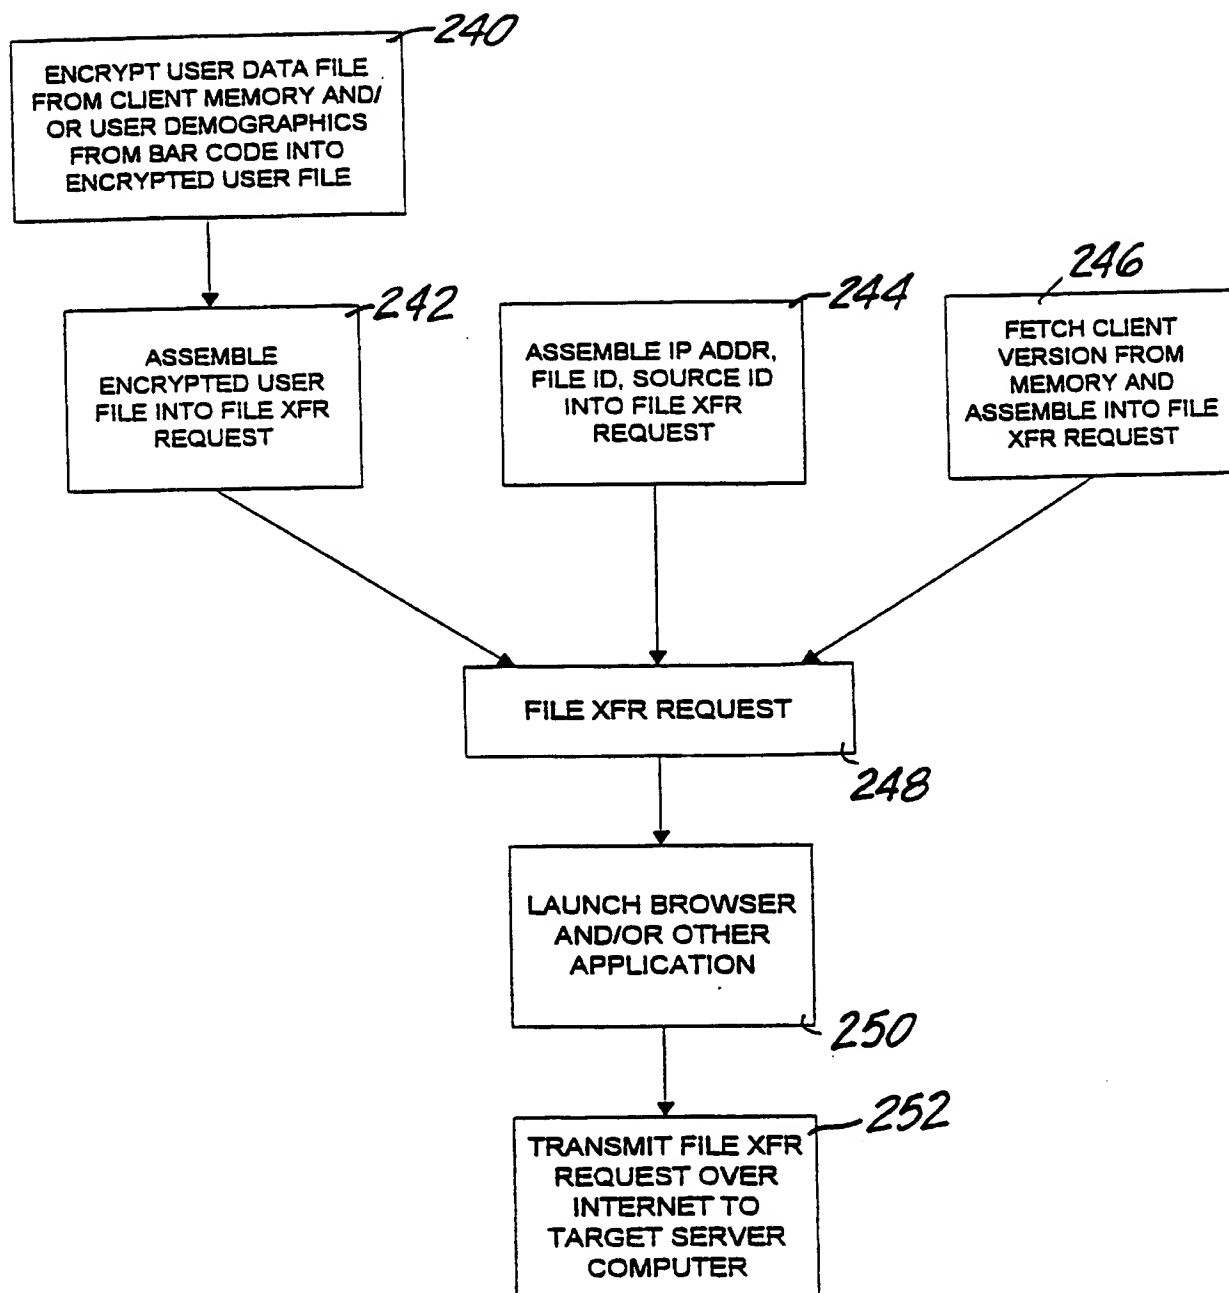 240
ENCRYPT USER DATA FILE
FROM CLIENT MEMORY AND/
OR USER DEMOGRAPHICS
FROM BAR CODE INTO
ENCRYPTED USER FILE
242
ASSEMBLE
ENCRYPTED USER
FILE INTO FILE XFR
REQUEST
244
ASSEMBLE IP ADDR,
FILE ID, SOURCE ID
INTO FILE XFR
REQUEST
246
FETCH CLIENT
VERSION FROM
MEMORY AND
ASSEMBLE INTO FILE
XFR REQUEST
FILE XFR REQUEST
248
LAUNCH BROWSER
AND/OR OTHER
APPLICATION
250
252
TRANSMIT FILE XFR
REQUEST OVER
INTERNET TO
TARGET SERVER
COMPUTER